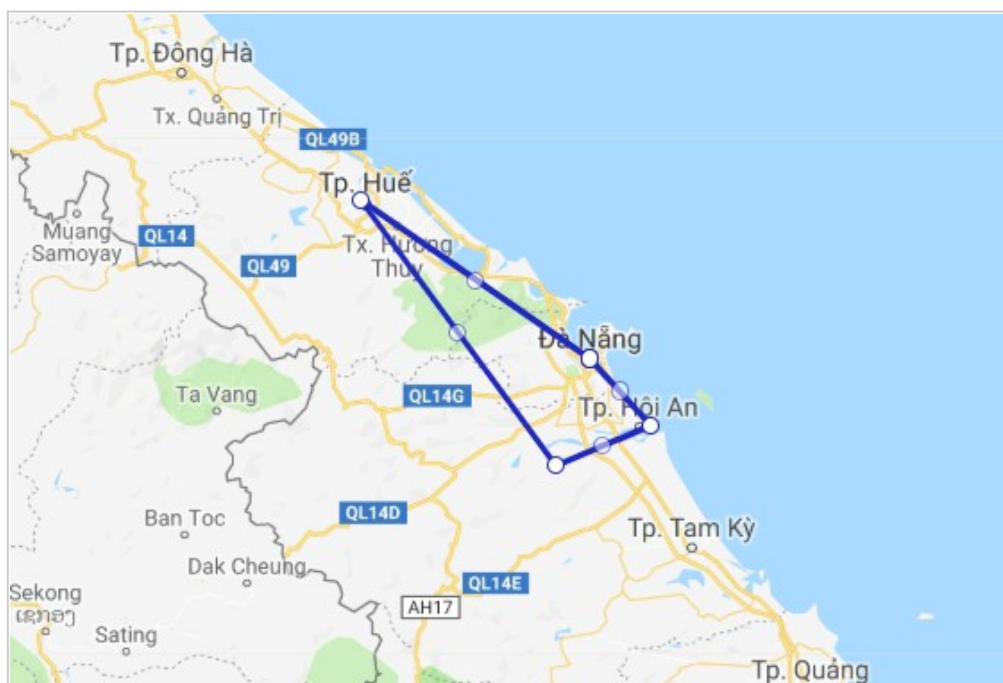 Tp. Đông Hà
Tx. Quảng Trị
QL49B
Tp. Huế
Muang
Samoyay
QL14
QL49
Tx. Hương
Thủy
Đà Nẵng
Ta Vang
QL14G
Tp. Hội An
Ban Toc
QL14D
Tp. Tam Kỳ
Dak Cheung
QL14E
AH17
Sekong
Sating
Tp. Quảng